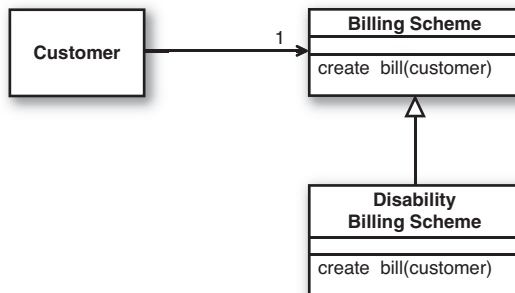 Customer
1
Billing Scheme
create bill(customer)
Disability
Billing Scheme
create bill(customer)